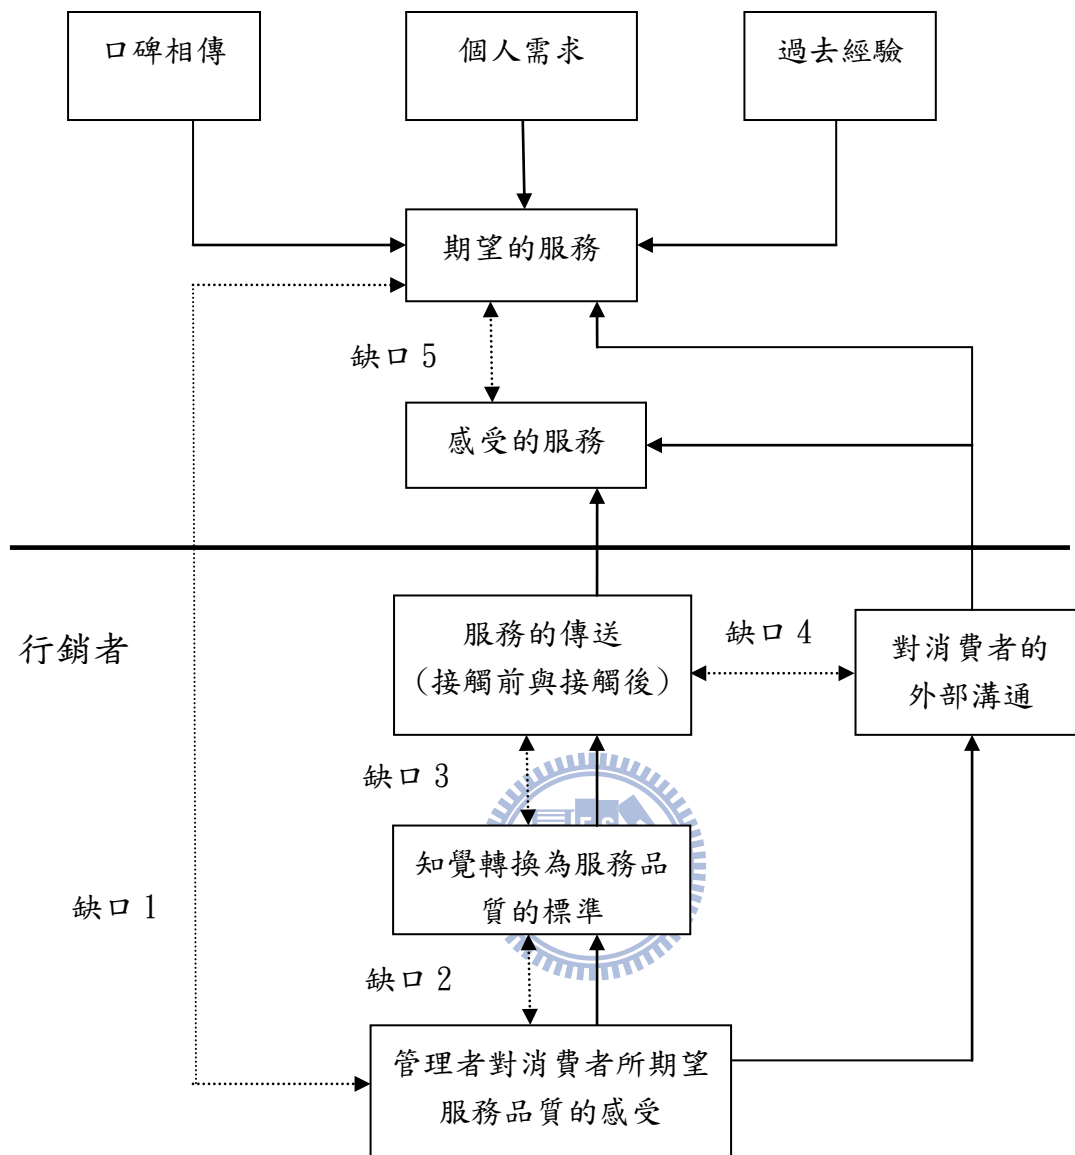 口碑相傳
個人需求
過去經驗
期望的服務
缺口 5
感受的服務
行銷者
服務的傳送
(接觸前與接觸後)
缺口 4
對消費者的
外部溝通
缺口 3
知覺轉換為服務品
質的標準
缺口 1
缺口 2
管理者對消費者所期望
服務品質的感受